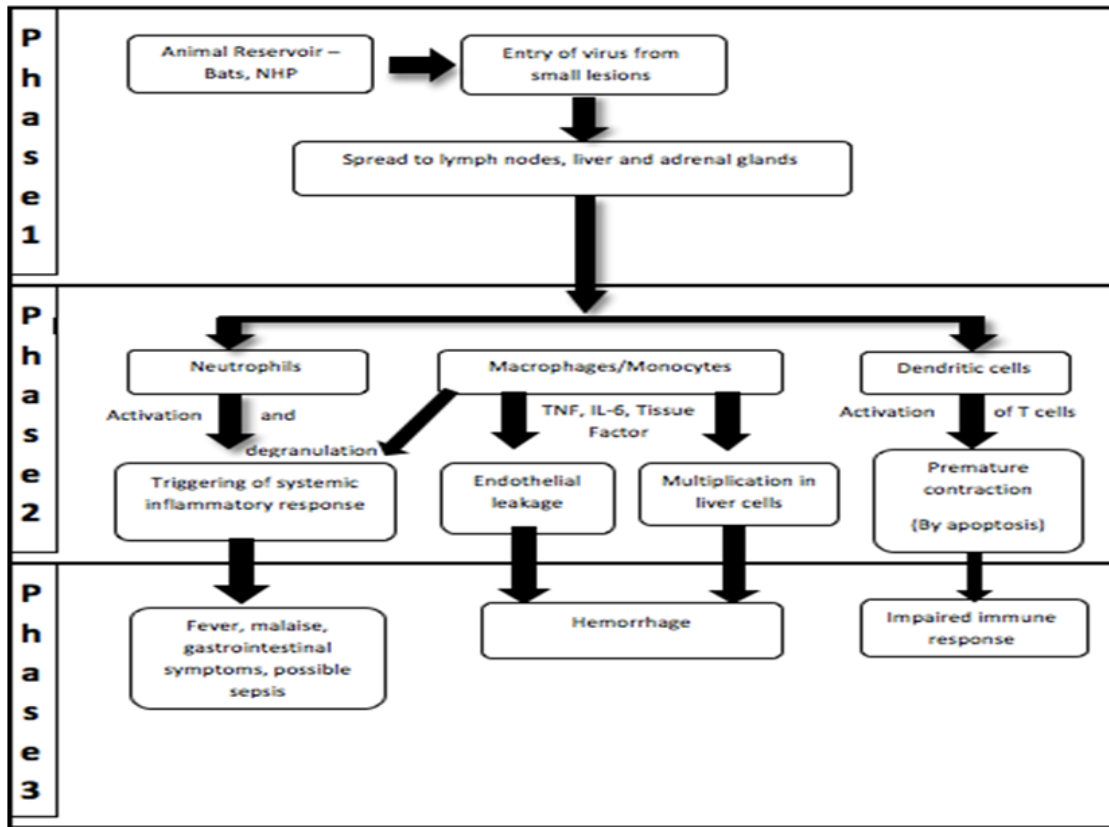 Phase1
Animal Reservoir –
Bats, NHP
Entry of virus from
small lesions
Spread to lymph nodes, liver and adrenal glands
Phase2
Neutrophils
Macrophages/Monocytes
Dendritic cells
Activation and
degranulation
TNF, IL-6, Tissue
Factor
Activation of T cells
Triggering of systemic
inflammatory response
Endothelial
leakage
Multiplication in
liver cells
Premature
contraction
(By apoptosis)
Phase3
Fever, malaise,
gastrointestinal
symptoms, possible
sepsis
Hemorrhage
Impaired immune
response